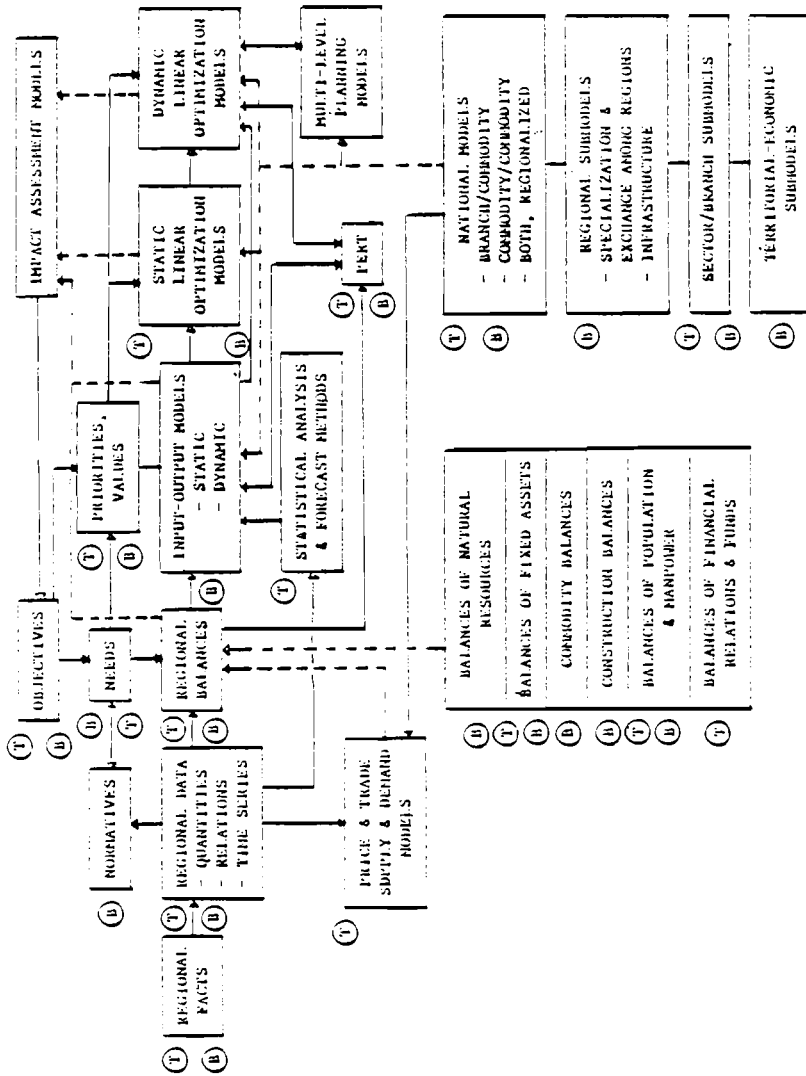 IMPACT ASSESSMENT MODELS
T
OBJECTIVES
B
PRIORITIES,
VALUES
T
B
NEEDS
B
T
NORMATIVES
B
DYNAMIC
LINEAR
OPTIMIZATION
MODELS
STATIC
LINEAR
OPTIMIZATION
MODELS
T
B
INPUT-OUTPUT MODELS
- STATIC
- DYNAMIC
B
REGIONAL
BALANCES
T
B
REGIONAL DATA
- QUANTITIES
- RELATIONS
- TIME SERIES
T
B
REGIONAL
FACTS
T
B
MULTI-LEVEL
PLANNING
MODELS
PERT
T
B
STATISTICAL ANALYSIS
& FORECAST METHODS
T
PRICE & TRADE
SUPPLY & DEMAND
MODELS
T
NATIONAL MODELS
- BRANCH/COMMODITY
- COMMODITY/COMMODITY
- BOTH, REGIONALIZED
T
B
REGIONAL SUBMODELS
- SPECIALIZATION &
EXCHANGE AMONG REGIONS
- INFRASTRUCTURE
B
SECTOR/BRANCH SUBMODELS
T
B
TERRITORIAL-ECONOMIC
SUBMODELS
B
BALANCES OF NATURAL
RESOURCES
B
BALANCES OF FIXED ASSETS
T
B
COMMODITY BALANCES
B
CONSTRUCTION BALANCES
B
BALANCES OF POPULATION
& MANPOWER
T
B
BALANCES OF FINANCIAL
RELATIONS & FUNDS
T